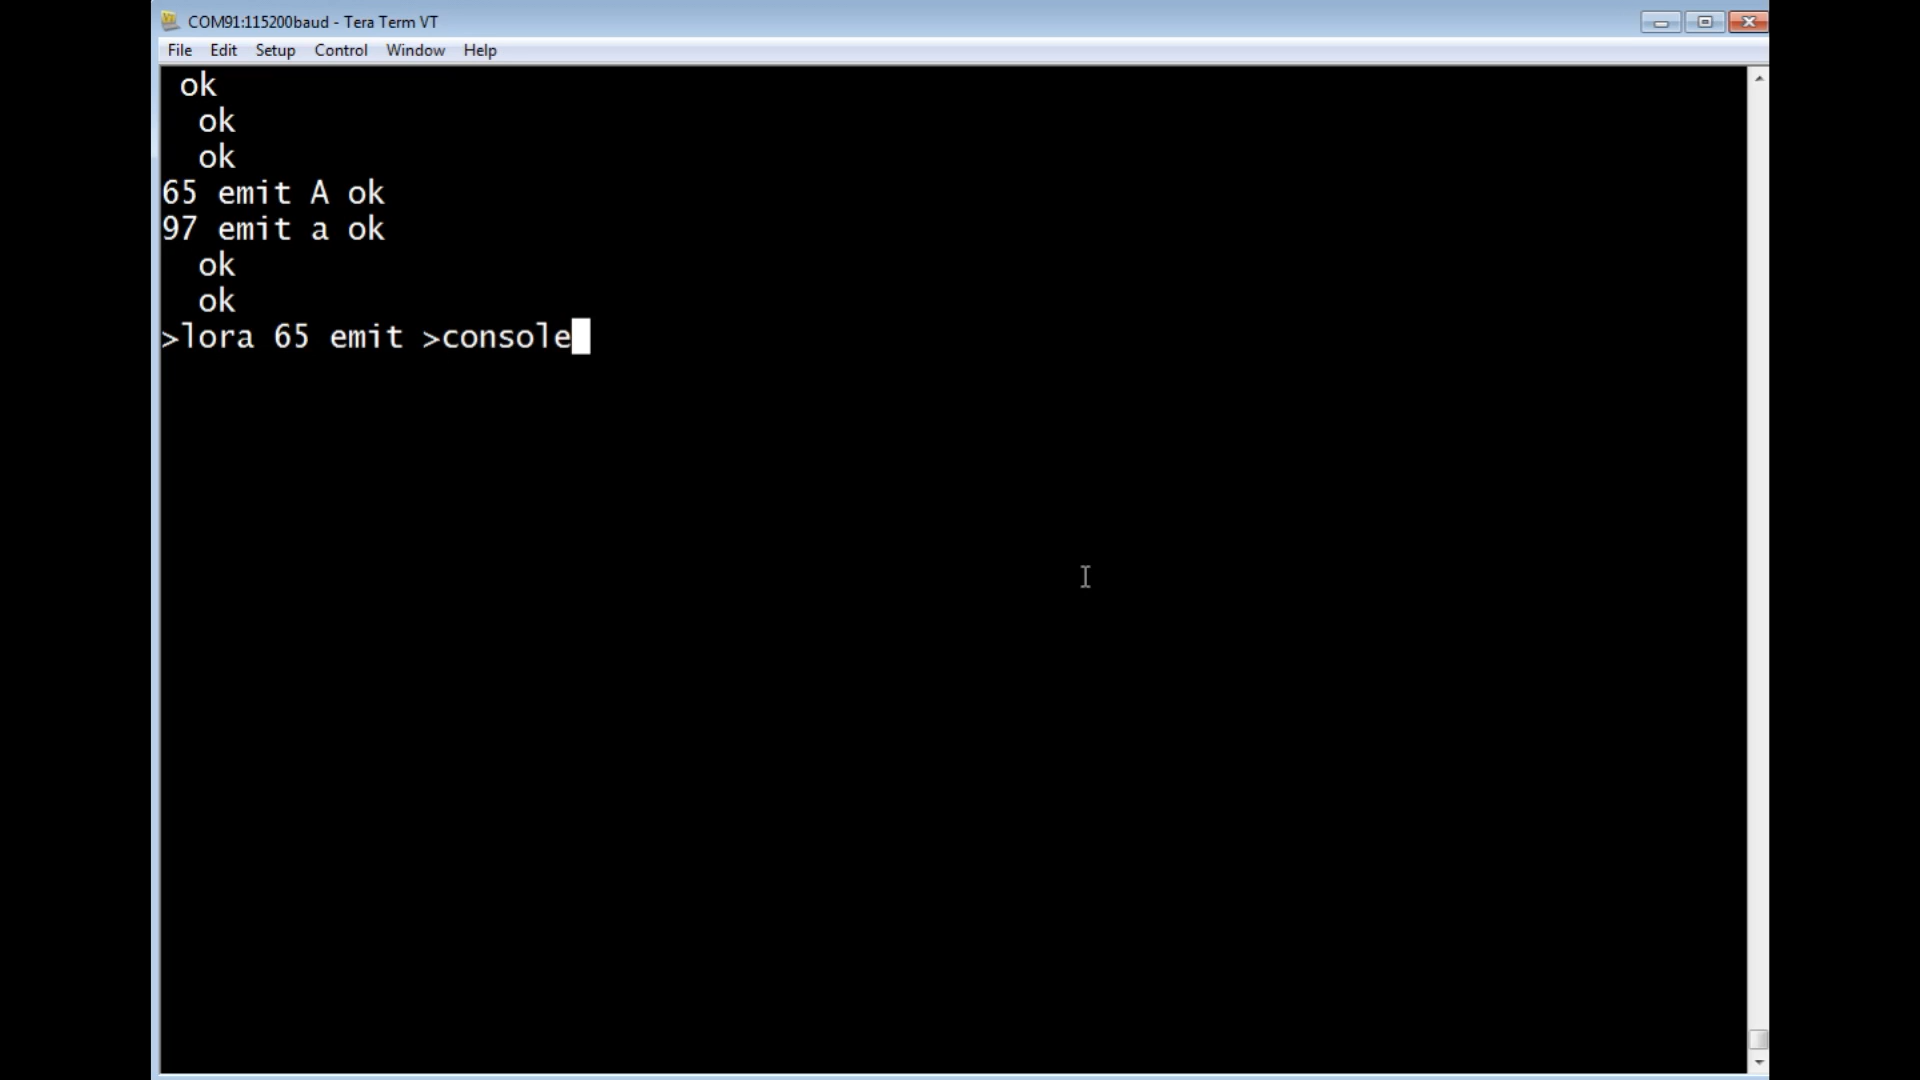 COM91:115200baud - Tera Term VT
File Edit Setup Control Window Help
ok
ok
ok
65 emit A ok
97 emit a ok
ok
ok
>lora 65 emit >console